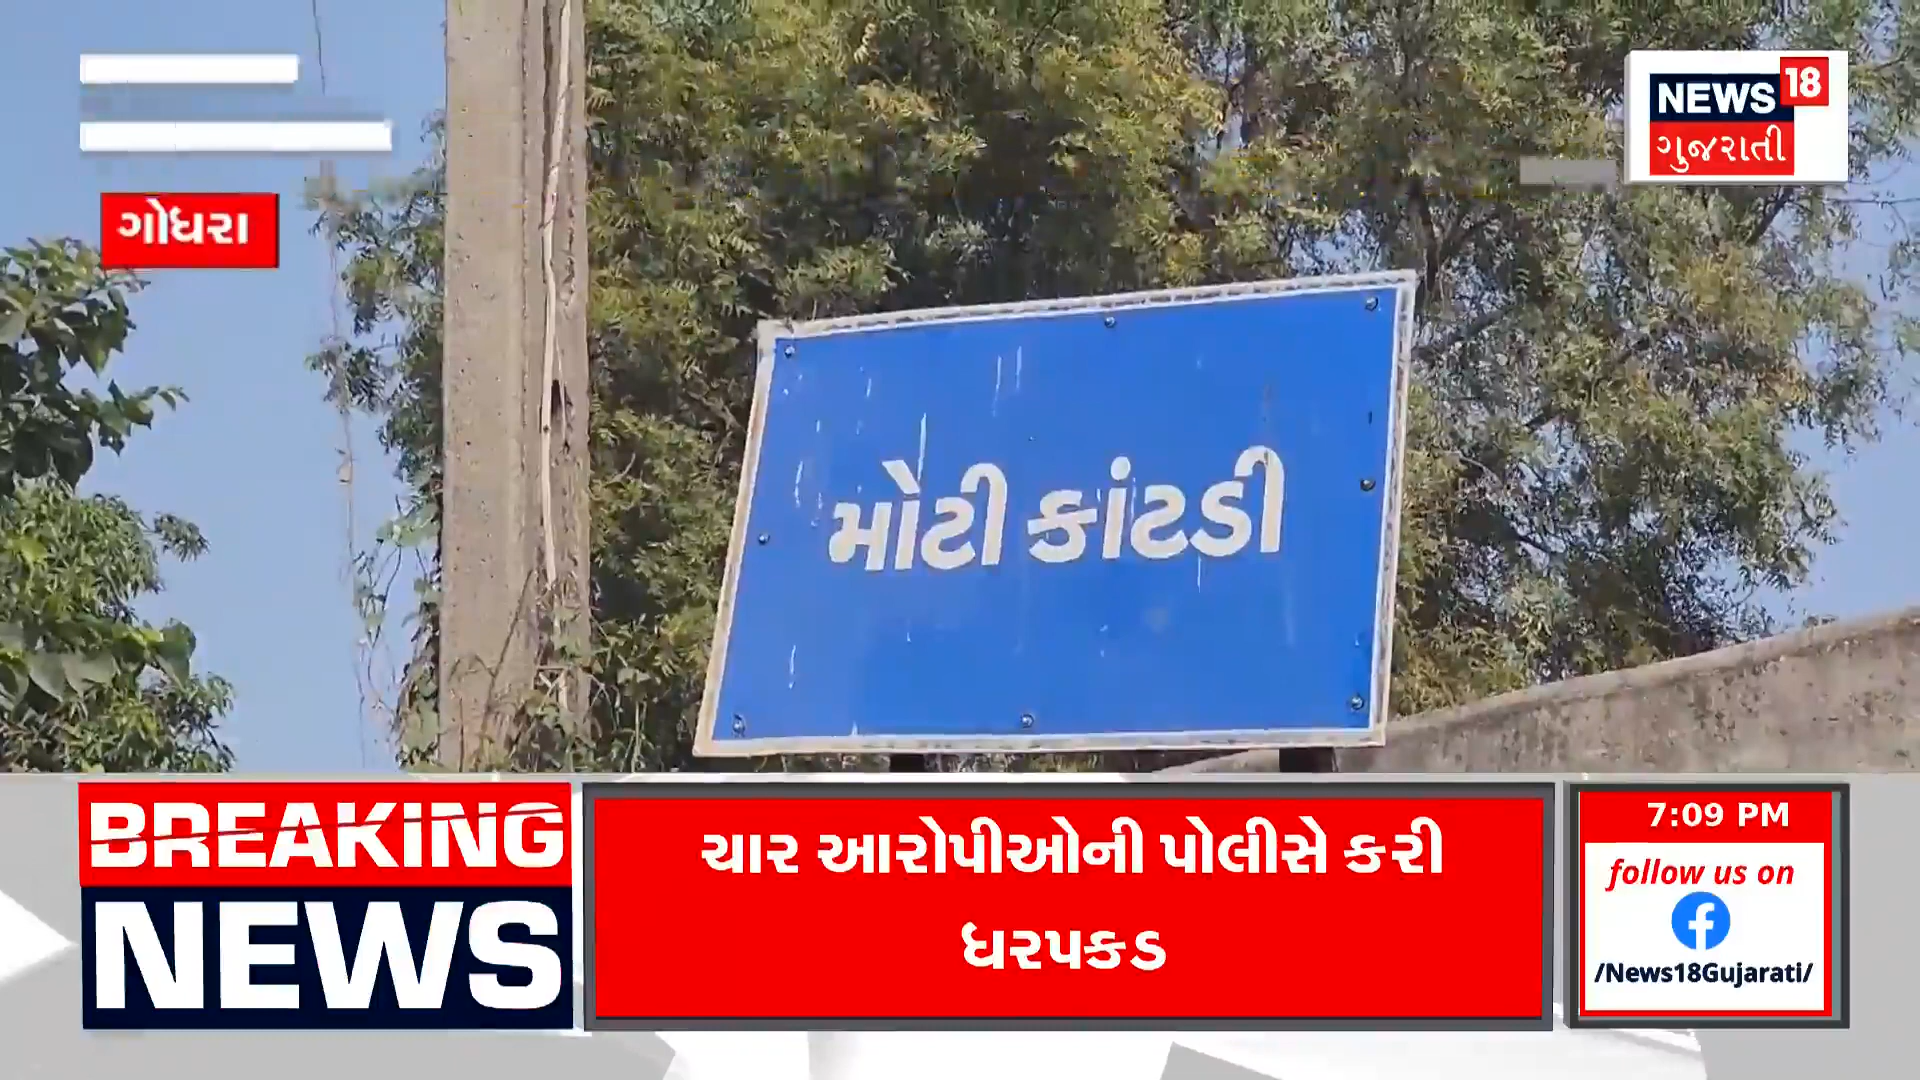 NEWS 18
ગુજરાતી
ગોધરા
મોટી કાંટડી
BREAKING
NEWS
ચાર આરોપીઓની પોલીસે કરી
ધરપકડ
7:09 PM
follow us on
/News18Gujarati/